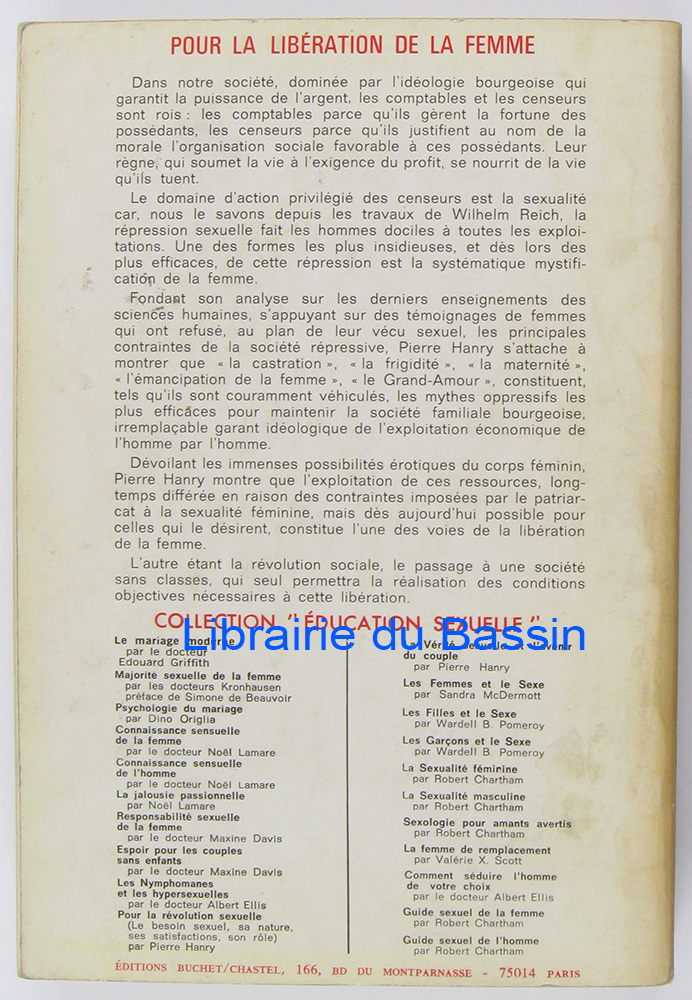 POUR LA LIBÉRATION DE LA FEMME
Dans notre société, dominée par l'idéologie bourgeoise qui
garantit la puissance de l'argent, les comptables et les censeurs
sont rois : les comptables parce qu'ils gèrent la fortune des
possédants, les censeurs parce qu'ils justifient au nom de la
morale l'organisation sociale favorable à ces possédants. Leur
règne, qui soumet la vie à l'exigence du profit, se nourrit de la vie
qu'ils tuent.
Le domaine d'action privilégié des censeurs est la sexualité
car, nous le savons depuis les travaux de Wilhelm Reich, la
répression sexuelle fait les hommes dociles à toutes les exploi-
tations. Une des formes les plus insidieuses, et dès lors des
plus efficaces, de cette répression est la systématique mystifi-
cation de la femme.
Fondant son analyse sur les derniers enseignements des
sciences humaines, s'appuyant sur des témoignages de femmes
qui ont refusé, au plan de leur vécu sexuel, les principales
contraintes de la société répressive, Pierre Hanry s'attache à
montrer que « la castration », « la frigidité », « la maternité »,
« l'émancipation de la femme », « le Grand-Amour », constituent,
tels qu'ils sont couramment véhiculés, les mythes oppressifs les
plus efficaces pour maintenir la société familiale bourgeoise,
irremplaçable garant idéologique de l'exploitation économique de
l'homme par l'homme.
Dévoilant les immenses possibilités érotiques du corps féminin,
Pierre Hanry montre que l'exploitation de ces ressources, long-
temps différée en raison des contraintes imposées par le patriar-
cat à la sexualité féminine, mais dès aujourd'hui possible pour
celles qui le désirent, constitue l'une des voies de la libération
de la femme.
L'autre étant la révolution sociale, le passage à une société
sans classes, qui seul permettra la réalisation des conditions
objectives nécessaires à cette libération.
COLLECTION "ÉDUCATION SEXUELLE"
Librairie du Bassin
Le mariage moderne
par le docteur
Edouard Griffith
Majorité sexuelle de la femme
par les docteurs Kronhausen
préface de Simone de Beauvoir
Psychologie du mariage
par Dino Origlia
Connaissance sensuelle
de la femme
par le docteur Noël Lamare
Connaissance sensuelle
de l'homme
par le docteur Noël Lamare
La jalousie passionnelle
par Noël Lamare
Responsabilité sexuelle
de la femme
par le docteur Maxine Davis
Espoir pour les couples
sans enfants
par le docteur Maxine Davis
Les Nymphomanes
et les hypersexuelles
par le docteur Albert Ellis
Pour la révolution sexuelle
(Le besoin sexuel, sa nature,
ses satisfactions, son rôle)
par Pierre Hanry
La Vérité sexuelle et l'avenir
du couple
par Pierre Hanry
Les Femmes et le Sexe
par Sandra McDermott
Les Filles et le Sexe
par Wardell B. Pomeroy
Les Garçons et le Sexe
par Wardell B. Pomeroy
La Sexualité féminine
par Robert Chartham
La Sexualité masculine
par Robert Chartham
Sexologie pour amants avertis
par Robert Chartham
La femme de remplacement
par Valérie X. Scott
Comment séduire l'homme
de votre choix
par le docteur Albert Ellis
Guide sexuel de la femme
par Robert Chartham
Guide sexuel de l'homme
par Robert Chartham
ÉDITIONS BUCHET/CHASTEL, 166, BD DU MONTPARNASSE - 75014 PARIS